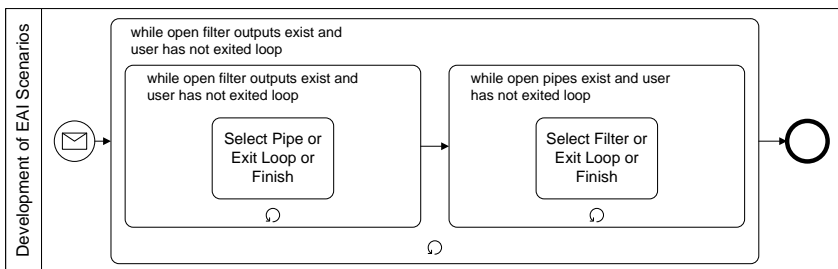 Development of EAI Scenarios
while open filter outputs exist and
user has not exited loop
while open filter outputs exist and
user has not exited loop
Select Pipe or
Exit Loop or
Finish
while open pipes exist and user
has not exited loop
Select Filter or
Exit Loop or
Finish